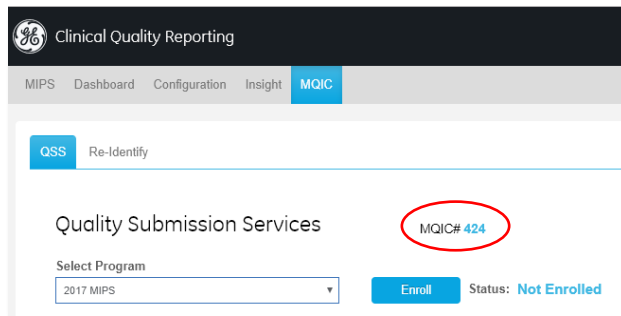 GE Clinical Quality Reporting
MIPS Dashboard Configuration Insight MQIC
QSS Re-Identify
Quality Submission Services MQIC# 424
Select Program
2017 MIPS Enroll Status: Not Enrolled